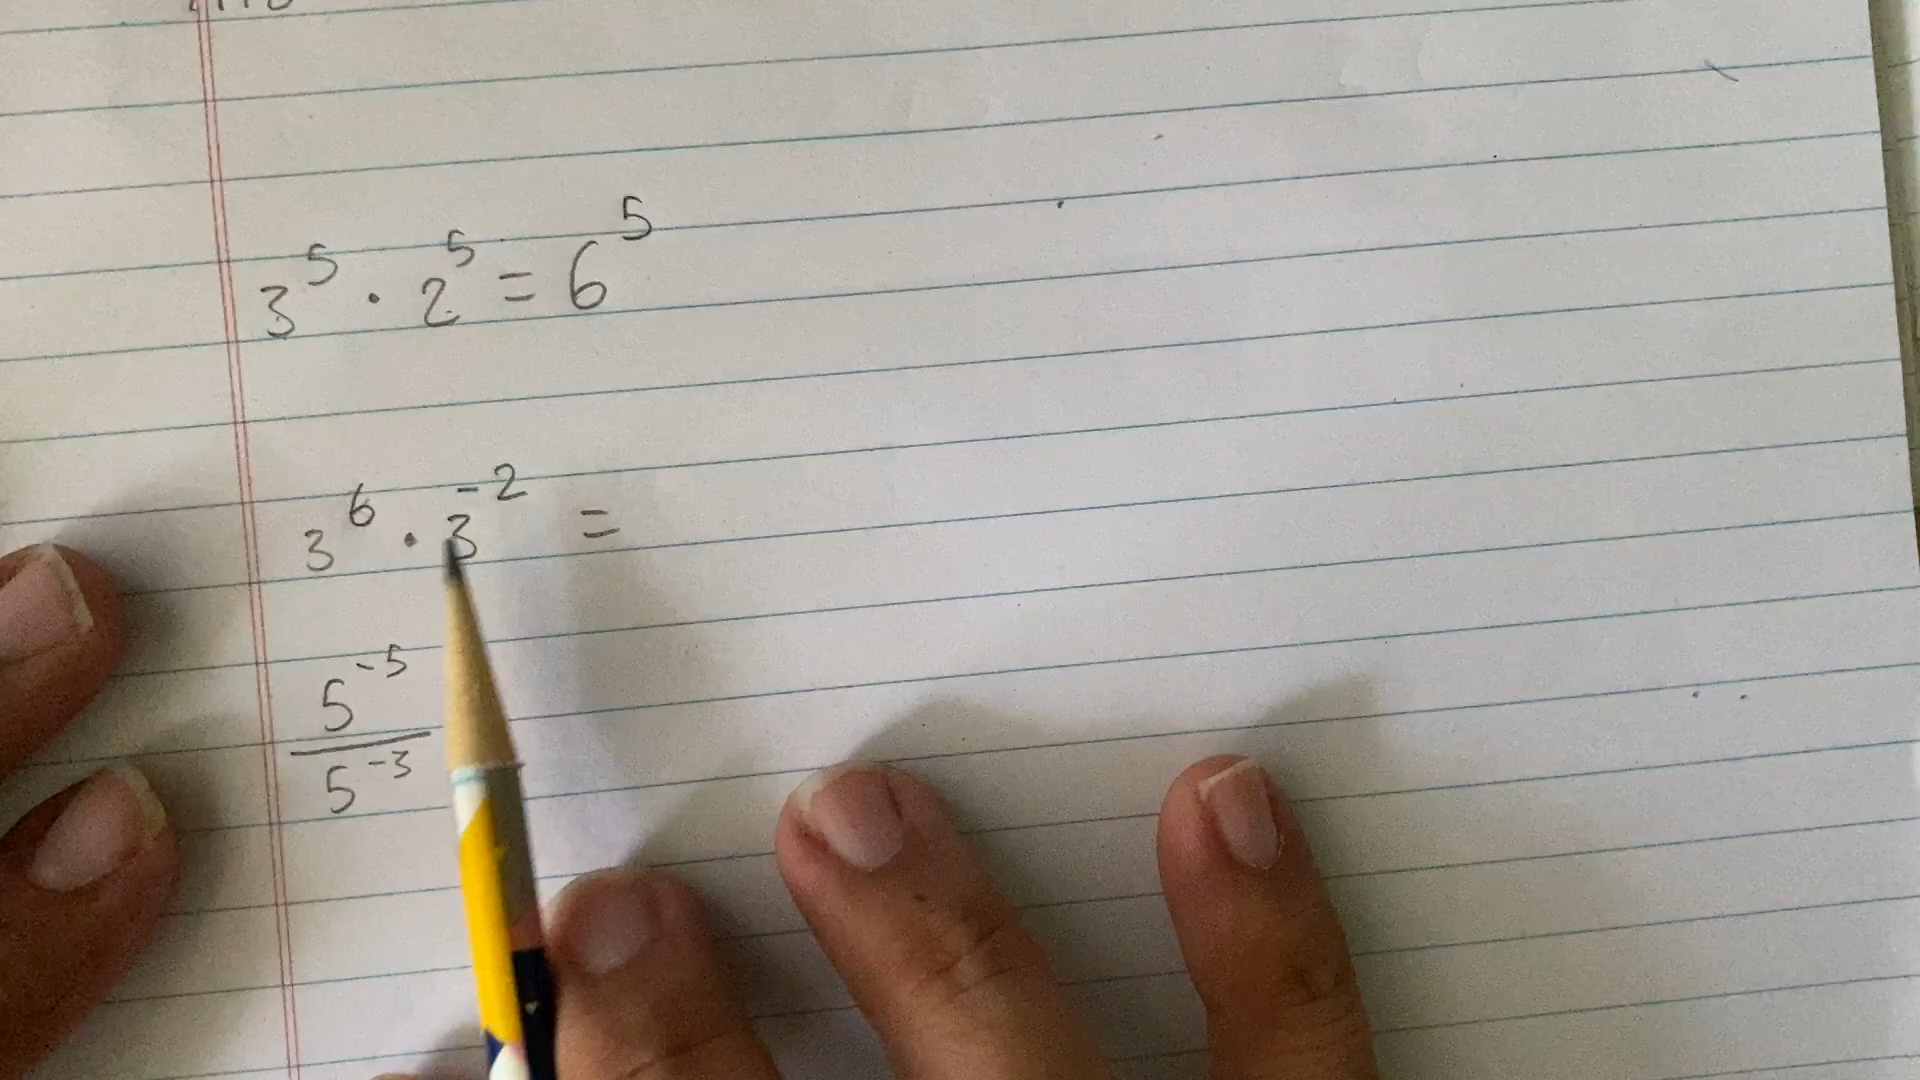 3⁵ · 2⁵ = 6⁵
3⁶ · 3⁻² =
5⁻⁵
5⁻³